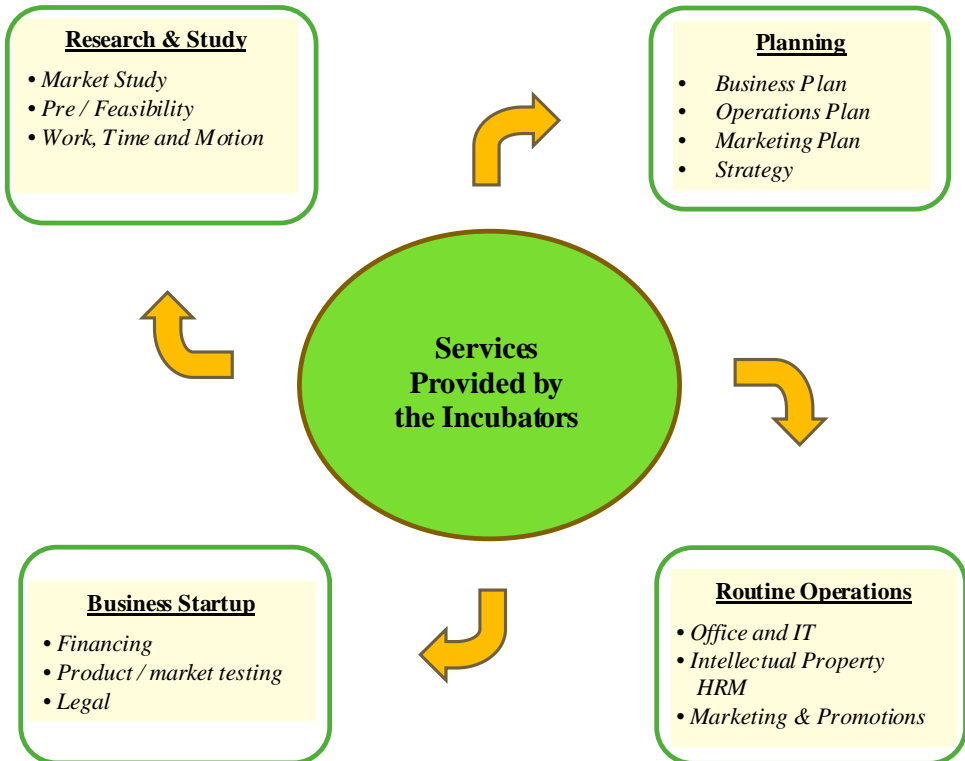 Research & Study
• Market Study
• Pre / Feasibility
• Work, Time and Motion
Planning
• Business Plan
• Operations Plan
• Marketing Plan
• Strategy
Services
Provided by
the Incubators
Business Startup
• Financing
• Product / market testing
• Legal
Routine Operations
• Office and IT
• Intellectual Property
HRM
• Marketing & Promotions